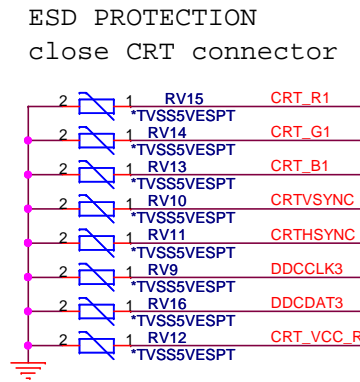 ESD PROTECTION
close CRT connector
2 1 RV15 CRT_R1
*TVSS5VESPT
2 1 RV14 CRT_G1
*TVSS5VESPT
2 1 RV13 CRT_B1
*TVSS5VESPT
2 1 RV10 CRTVSYNC
*TVSS5VESPT
2 1 RV11 CRTHSYNC
*TVSS5VESPT
2 1 RV9 DDCCLK3
*TVSS5VESPT
2 1 RV16 DDCDAT3
*TVSS5VESPT
2 1 RV12 CRT_VCC_R
*TVSS5VESPT